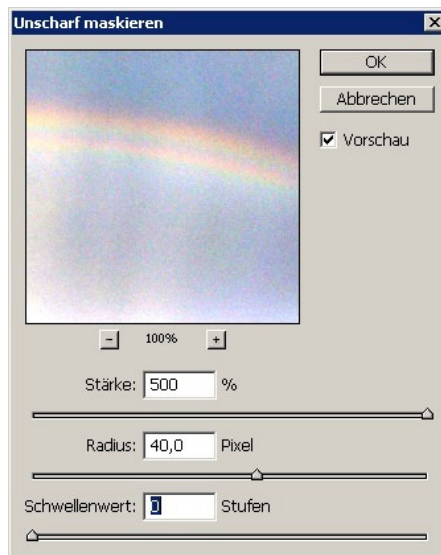 Unscharf maskieren
OK
Abbrechen
Vorschau
100%
Stärke: 500 %
Radius: 40,0 Pixel
Schwellenwert: 0 Stufen